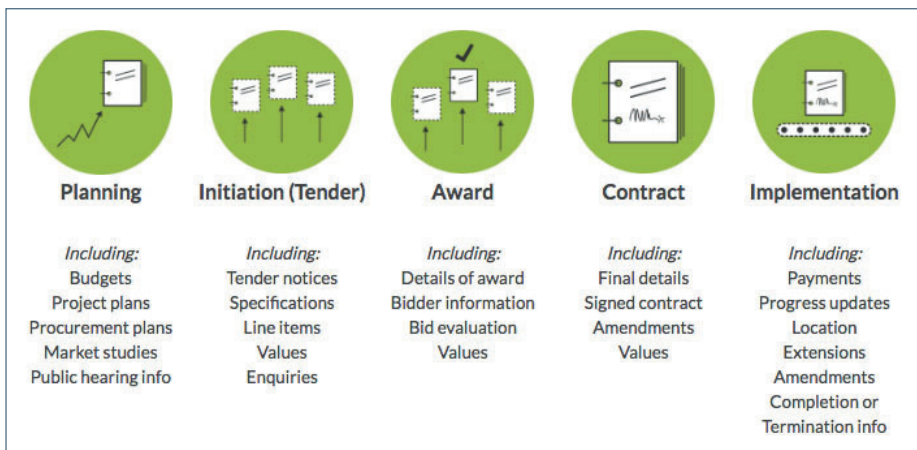 Planning
Including:
Budgets
Project plans
Procurement plans
Market studies
Public hearing info
Initiation (Tender)
Including:
Tender notices
Specifications
Line items
Values
Enquiries
Award
Including:
Details of award
Bidder information
Bid evaluation
Values
Contract
Including:
Final details
Signed contract
Amendments
Values
Implementation
Including:
Payments
Progress updates
Location
Extensions
Amendments
Completion or
Termination info